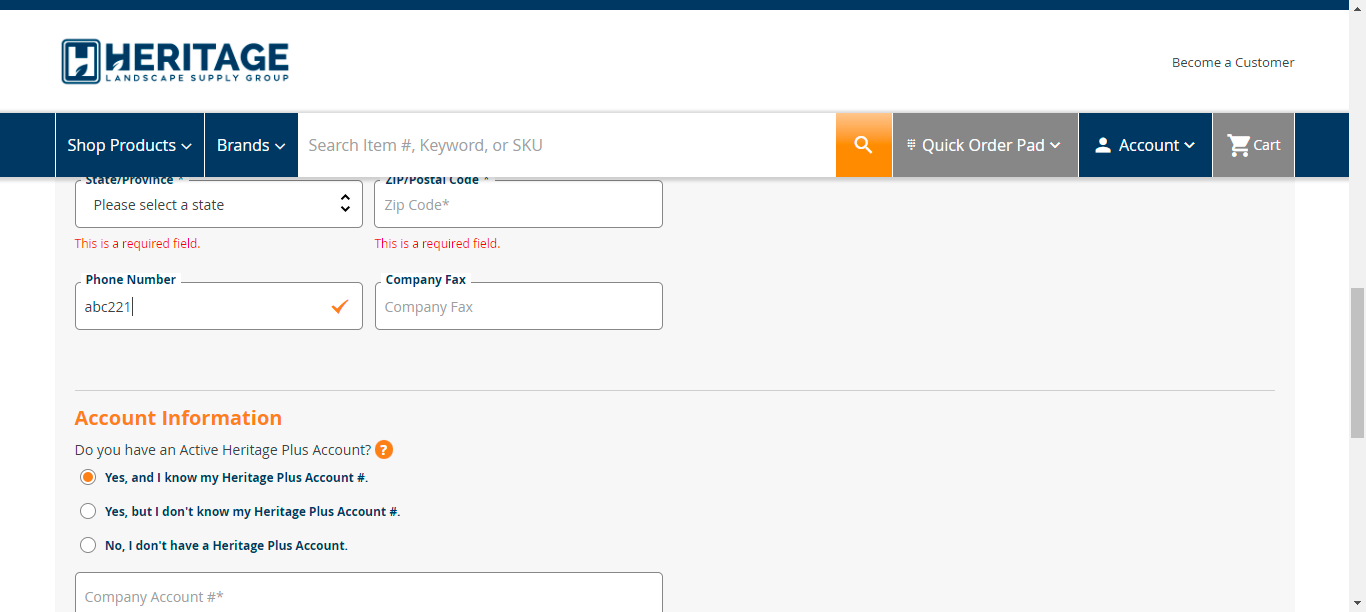 HERITAGE
LANDSCAPE SUPPLY GROUP
Become a Customer
Shop Products
Brands
Search Item #, Keyword, or SKU
Quick Order Pad
Account
Cart
State/Province *
ZIP/Postal Code *
Please select a state
Zip Code*
This is a required field.
This is a required field.
Phone Number
Company Fax
abc221
Company Fax
Account Information
Do you have an Active Heritage Plus Account? ?
Yes, and I know my Heritage Plus Account #.
Yes, but I don't know my Heritage Plus Account #.
No, I don't have a Heritage Plus Account.
Company Account #*